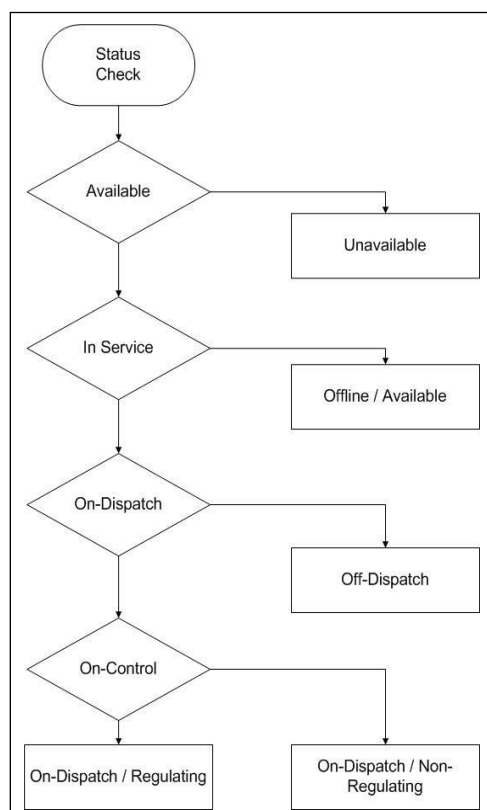 Status
Check
Available
Unavailable
In Service
Offline / Available
On-Dispatch
Off-Dispatch
On-Control
On-Dispatch / Regulating
On-Dispatch / Non-
Regulating